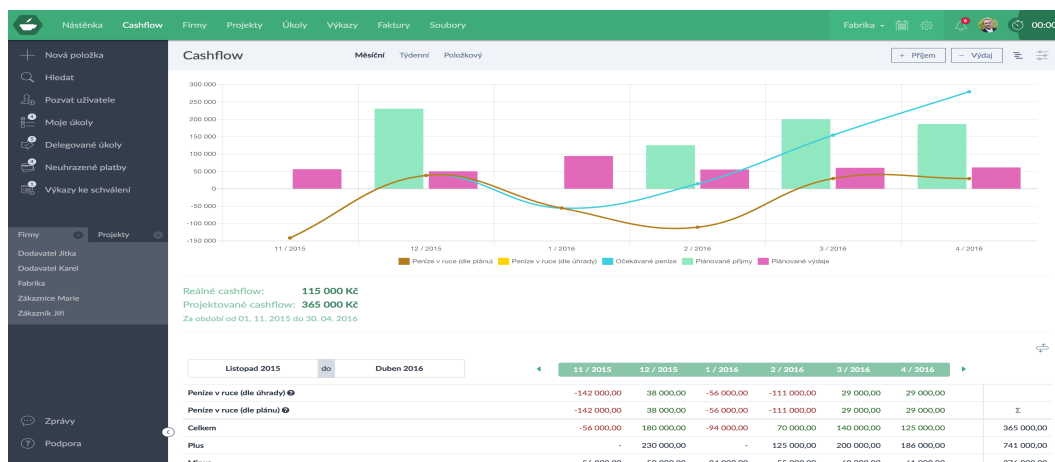 Nástěnka Cashflow Firmy Projekty Úkoly Výkazy Faktury Soubory Fabrika 6 00:00
Nová položka
Hledat
Pozvat uživatele
4 Moje úkoly
5 Delegované úkoly
4 Neuhrazené platby
1 Výkazy ke schválení
Firmy Projekty
Dodavatel Jitka
Dodavatel Karel
Fabrika
Zákaznice Marie
Zákazník Jiří
Zprávy
? Podpora
Cashflow Měsíční Týdenní Položkový + Příjem − Výdaj
300 000
250 000
200 000
150 000
100 000
50 000
0
-50 000
-100 000
-150 000
11 / 2015 12 / 2015 1 / 2016 2 / 2016 3 / 2016 4 / 2016
Peníze v ruce (dle plánu) Peníze v ruce (dle úhrady) Očekávané peníze Plánované příjmy Plánované výdaje
Reálné cashflow: 115 000 Kč
Projektované cashflow: 365 000 Kč
Za období od 01. 11. 2015 do 30. 04. 2016
Listopad 2015 do Duben 2016 11 / 2015 12 / 2015 1 / 2016 2 / 2016 3 / 2016 4 / 2016
Peníze v ruce (dle úhrady) ? -142 000,00 38 000,00 -56 000,00 -111 000,00 29 000,00 29 000,00
Peníze v ruce (dle plánu) ? -142 000,00 38 000,00 -56 000,00 -111 000,00 29 000,00 29 000,00 Σ
Celkem -56 000,00 180 000,00 -94 000,00 70 000,00 140 000,00 125 000,00 365 000,00
Plus - 230 000,00 - 125 000,00 200 000,00 186 000,00 741 000,00